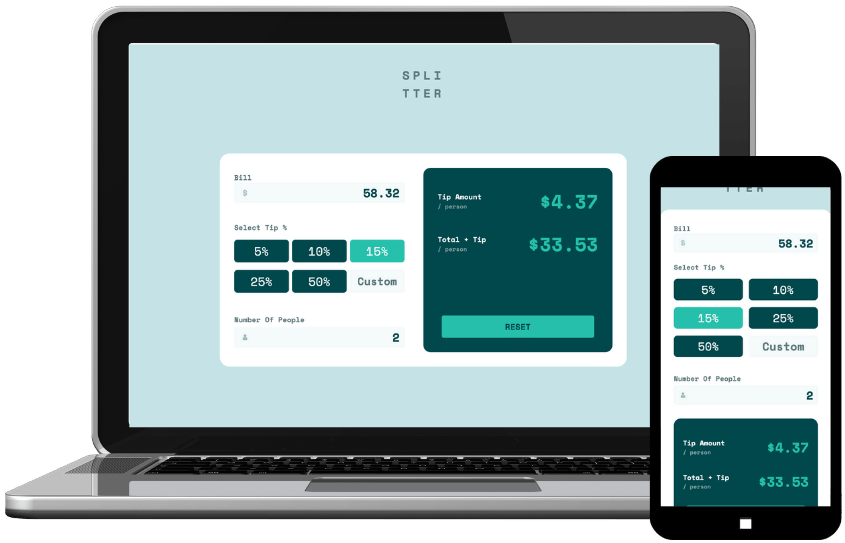 SPLI
TTER
Bill
$
58.32
Select Tip %
5%
10%
15%
25%
50%
Custom
Number Of People
2
Tip Amount
/ person
$4.37
Total + Tip
/ person
$33.53
RESET
TTER
Bill
$
58.32
Select Tip %
5%
10%
15%
25%
50%
Custom
Number Of People
2
Tip Amount
/ person
$4.37
Total + Tip
/ person
$33.53